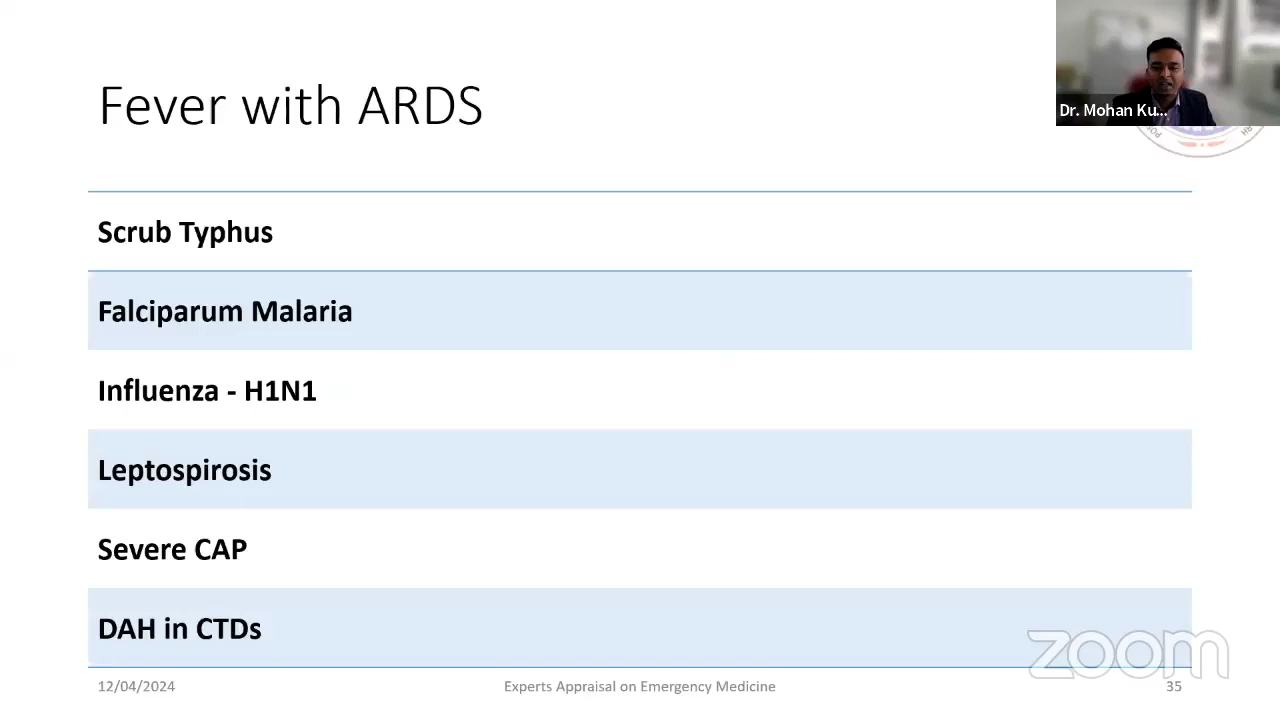 Fever with ARDS
Dr. Mohan Ku...
Scrub Typhus
Falciparum Malaria
Influenza - H1N1
Leptospirosis
Severe CAP
DAH in CTDs
zoom
12/04/2024
Experts Appraisal on Emergency Medicine
35